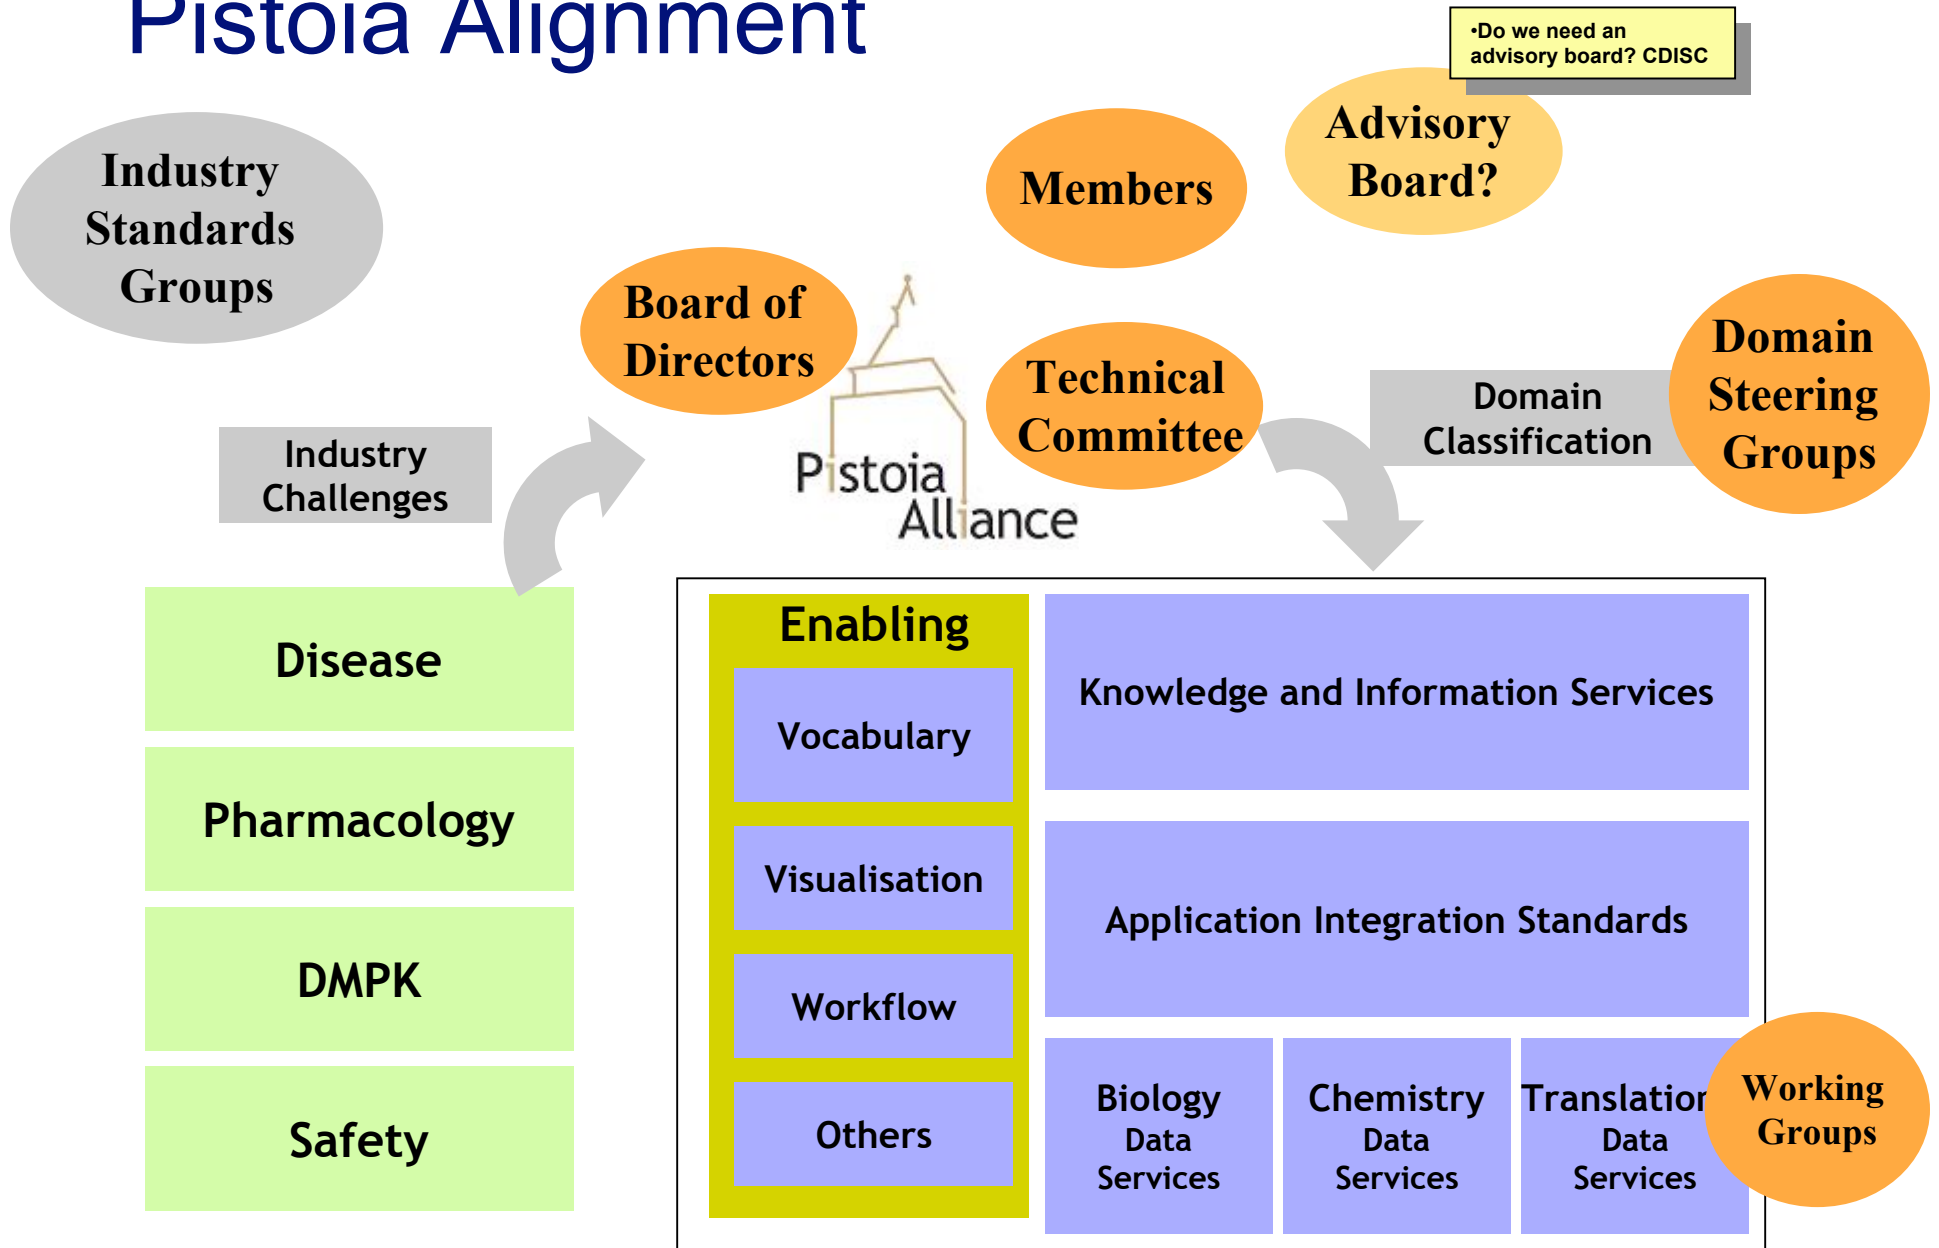 Pistoia Alignment
•Do we need an
advisory board? CDISC
Industry
Standards
Groups
Members
Advisory
Board?
Board of
Directors
Technical
Committee
Domain
Classification
Domain
Steering
Groups
Industry
Challenges
Pistoia
Alliance
Disease
Pharmacology
DMPK
Safety
Enabling
Vocabulary
Visualisation
Workflow
Others
Knowledge and Information Services
Application Integration Standards
Biology
Data
Services
Chemistry
Data
Services
Translation
Data
Services
Working
Groups